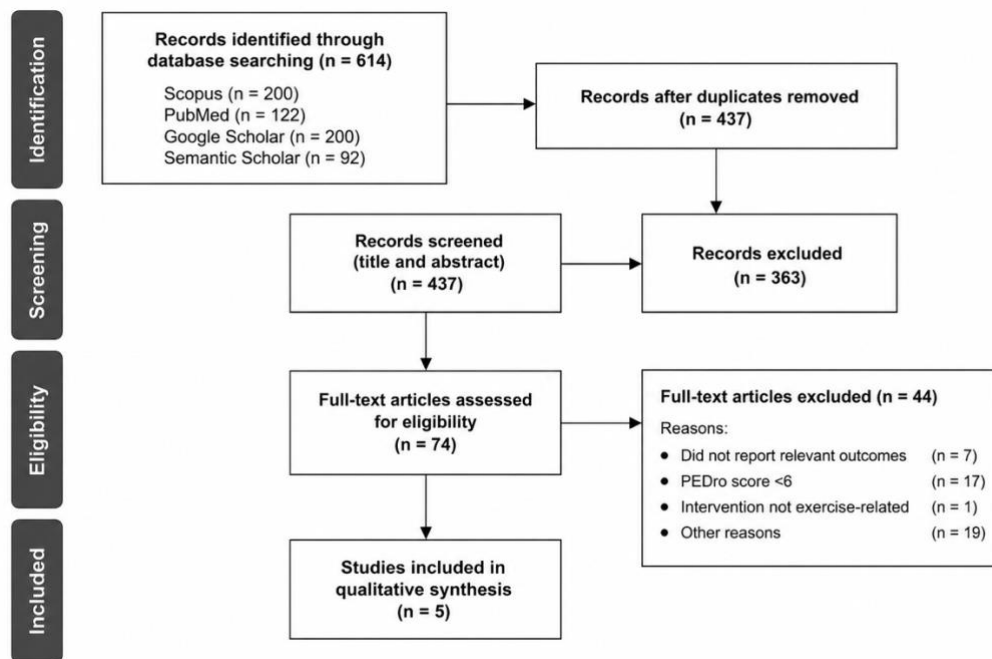 Identification
Records identified through
database searching (n = 614)
Scopus (n = 200)
PubMed (n = 122)
Google Scholar (n = 200)
Semantic Scholar (n = 92)
Records after duplicates removed
(n = 437)
Screening
Records screened
(title and abstract)
(n = 437)
Records excluded
(n = 363)
Eligibility
Full-text articles assessed
for eligibility
(n = 74)
Full-text articles excluded (n = 44)
Reasons:
● Did not report relevant outcomes (n = 7)
● PEDro score <6 (n = 17)
● Intervention not exercise-related (n = 1)
● Other reasons (n = 19)
Included
Studies included in
qualitative synthesis
(n = 5)